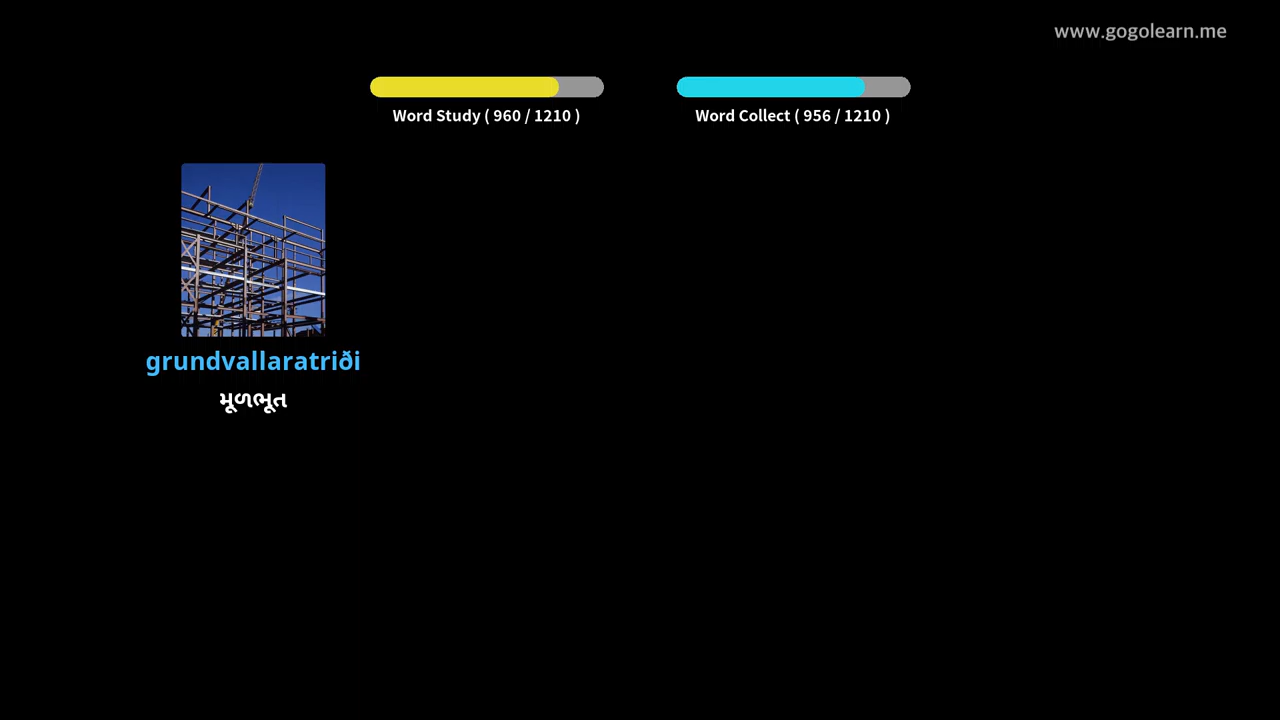 www.gogolearn.me
Word Study ( 960 / 1210 )
Word Collect ( 956 / 1210 )
grundvallaratriði
મૂળભૂત